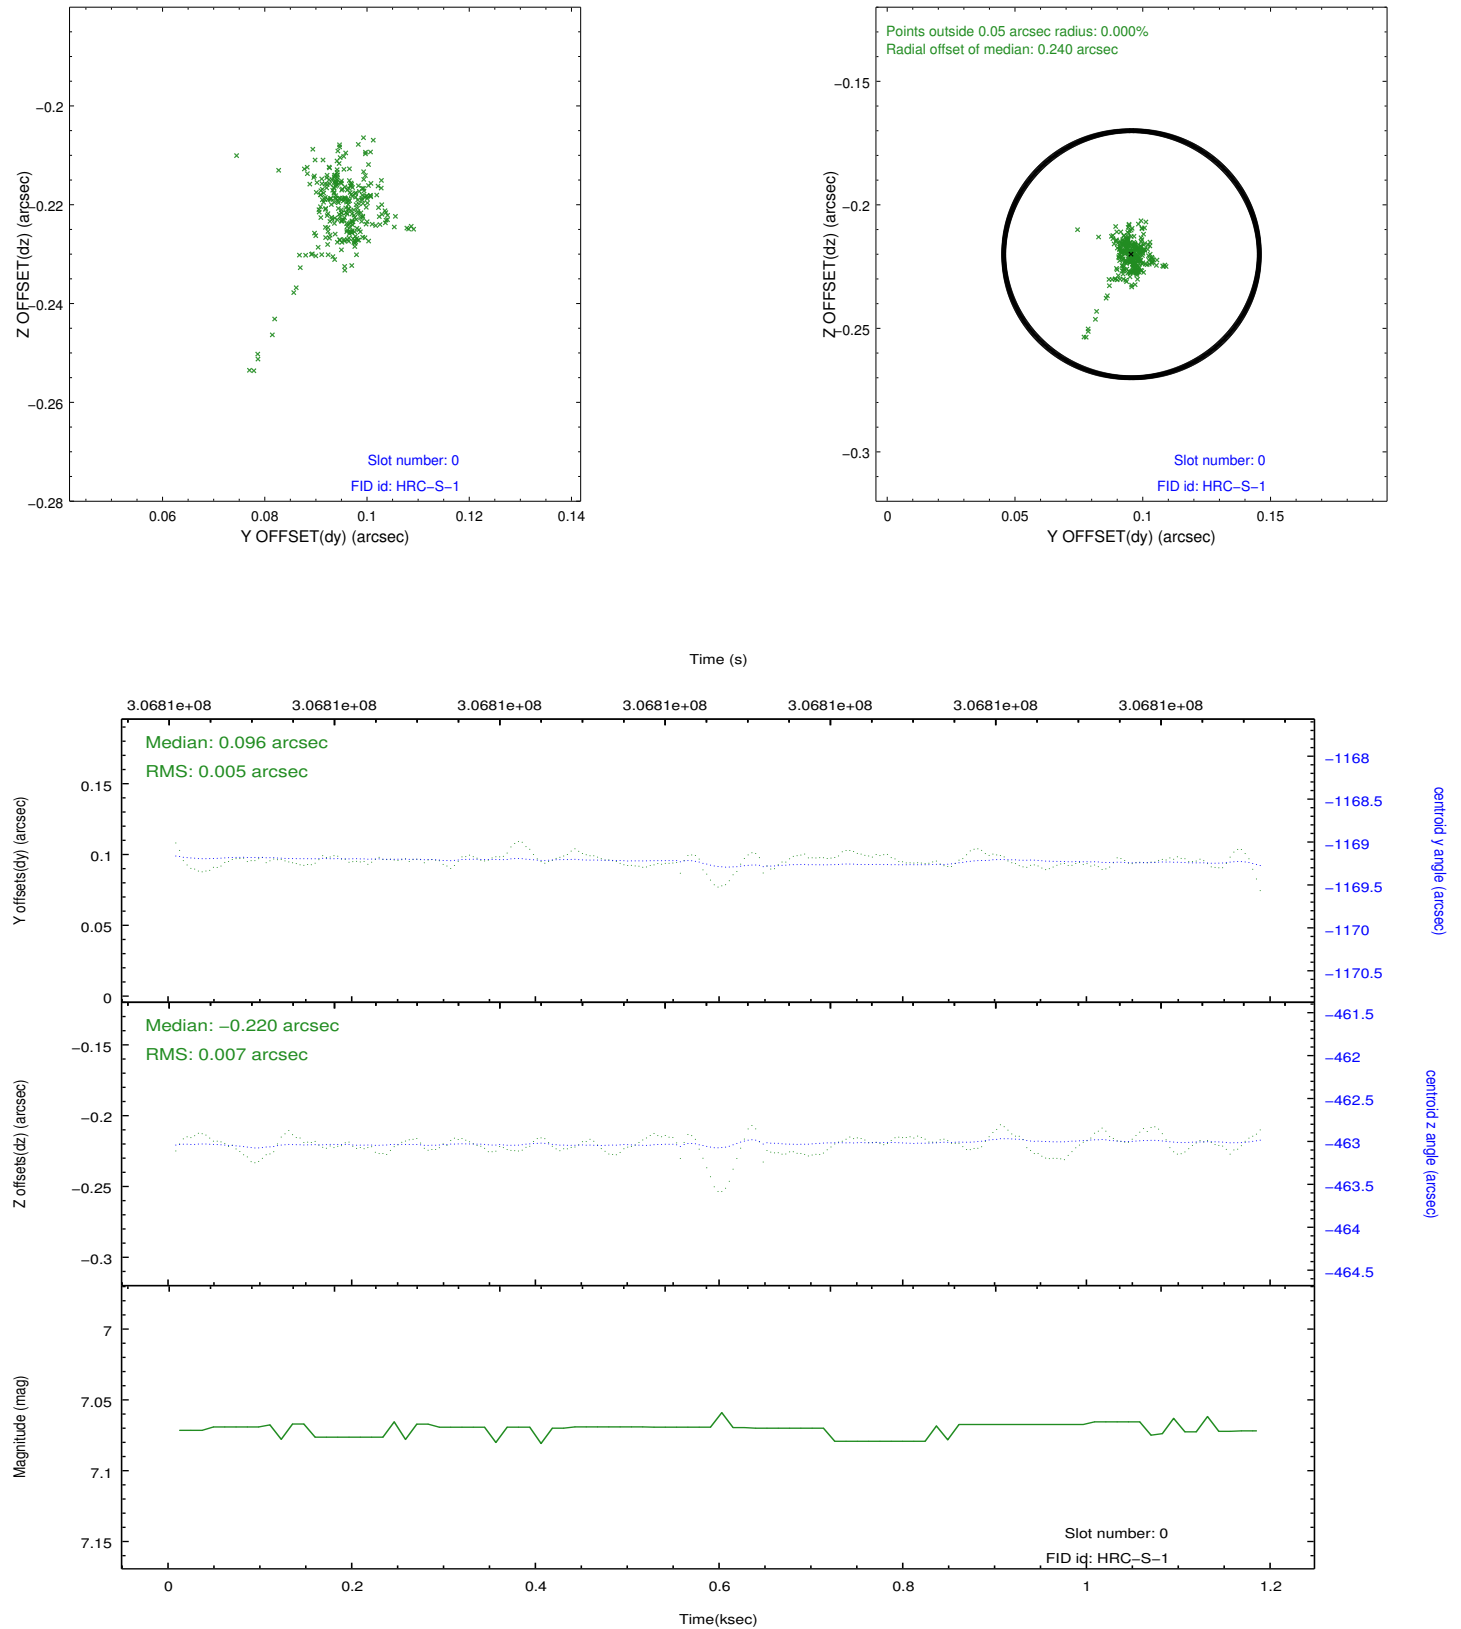 −0.2
−0.22
−0.24
−0.26
−0.28
Z OFFSET(dz) (arcsec)
Slot number: 0
FID id: HRC−S−1
0.06 0.08 0.1 0.12 0.14
Y OFFSET(dy) (arcsec)
Points outside 0.05 arcsec radius: 0.000%
Radial offset of median: 0.240 arcsec
−0.15
−0.2
−0.25
−0.3
Z OFFSET(dz) (arcsec)
Slot number: 0
FID id: HRC−S−1
0 0.05 0.1 0.15
Y OFFSET(dy) (arcsec)
Time (s)
3.0681e+08 3.0681e+08 3.0681e+08 3.0681e+08 3.0681e+08 3.0681e+08 3.0681e+08
Median: 0.096 arcsec
RMS: 0.005 arcsec
0.15
0.1
0.05
0
Y offsets(dy) (arcsec)
−1168
−1168.5
−1169
−1169.5
−1170
−1170.5
centroid y angle (arcsec)
Median: −0.220 arcsec
RMS: 0.007 arcsec
−0.15
−0.2
−0.25
−0.3
Z offsets(dz) (arcsec)
−461.5
−462
−462.5
−463
−463.5
−464
−464.5
centroid z angle (arcsec)
7
7.05
7.1
7.15
Magnitude (mag)
Slot number: 0
FID id: HRC−S−1
0 0.2 0.4 0.6 0.8 1 1.2
Time(ksec)